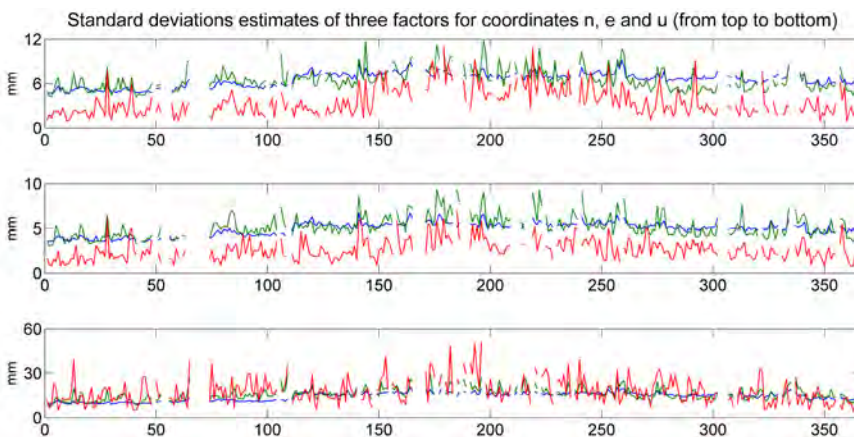 Standard deviations estimates of three factors for coordinates n, e and u (from top to bottom)
12
6
0
mm
0 50 100 150 200 250 300 350
10
5
0
mm
0 50 100 150 200 250 300 350
60
30
0
mm
0 50 100 150 200 250 300 350